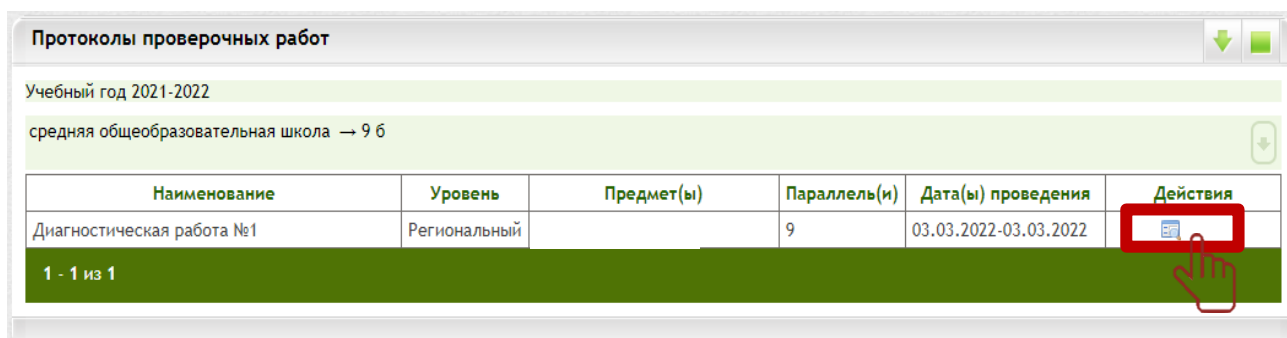 Протоколы проверочных работ
Учебный год 2021-2022
средняя общеобразовательная школа → 9 б
Наименование Уровень Предмет(ы) Параллель(и) Дата(ы) проведения Действия
Диагностическая работа №1 Региональный 9 03.03.2022-03.03.2022
1 - 1 из 1